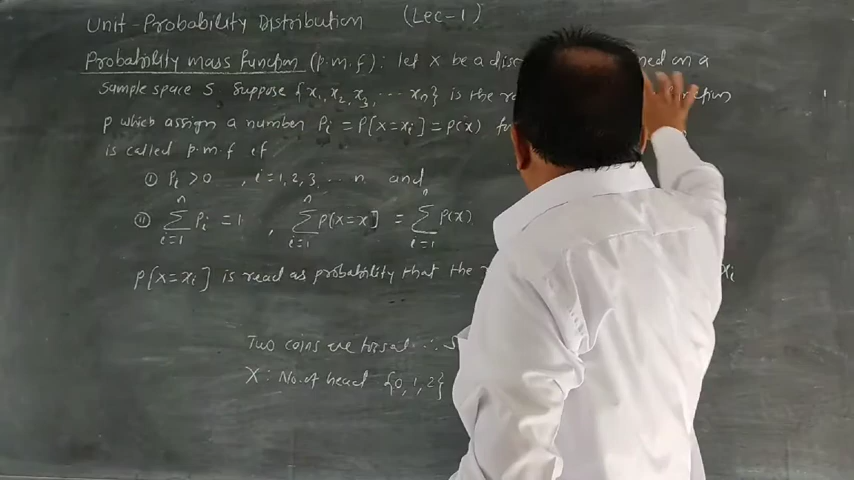 Unit-Probability Distribution (Lec-1)
Probability mass function (p.m.f): let X be a disc on a
Sample space S Suppose {x₁, x₂, x₃, ... xₙ} is the
p which assign a number Pᵢ = P[X=xᵢ] = P(x)
is called p.m.f if
① Pᵢ > 0 , i=1,2,3, ... n and
② ∑ᵢ₌₁ⁿ Pᵢ = 1 , ∑ᵢ₌₁ⁿ P[X=x] = ∑ᵢ₌₁ⁿ P(x)
P[X=xᵢ] is read as probability that the xᵢ
Two coins are tossed ∴ S
X: No. of head {0,1,2}